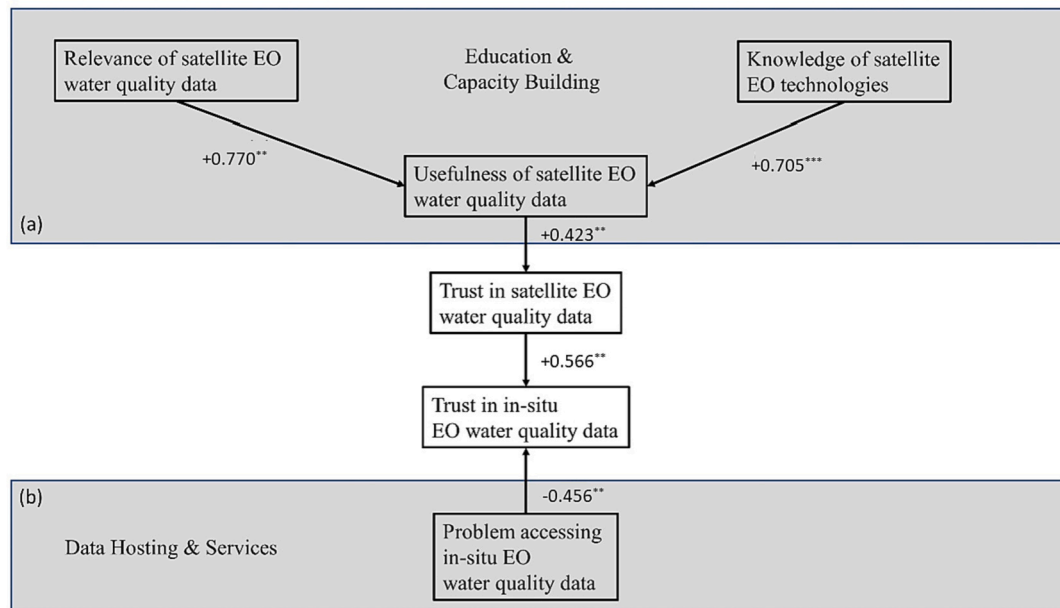 Relevance of satellite EO
water quality data
Education &
Capacity Building
Knowledge of satellite
EO technologies
+0.770**
+0.705***
Usefulness of satellite EO
water quality data
(a)
+0.423**
Trust in satellite EO
water quality data
+0.566**
Trust in in-situ
EO water quality data
(b)
-0.456**
Data Hosting & Services
Problem accessing
in-situ EO
water quality data